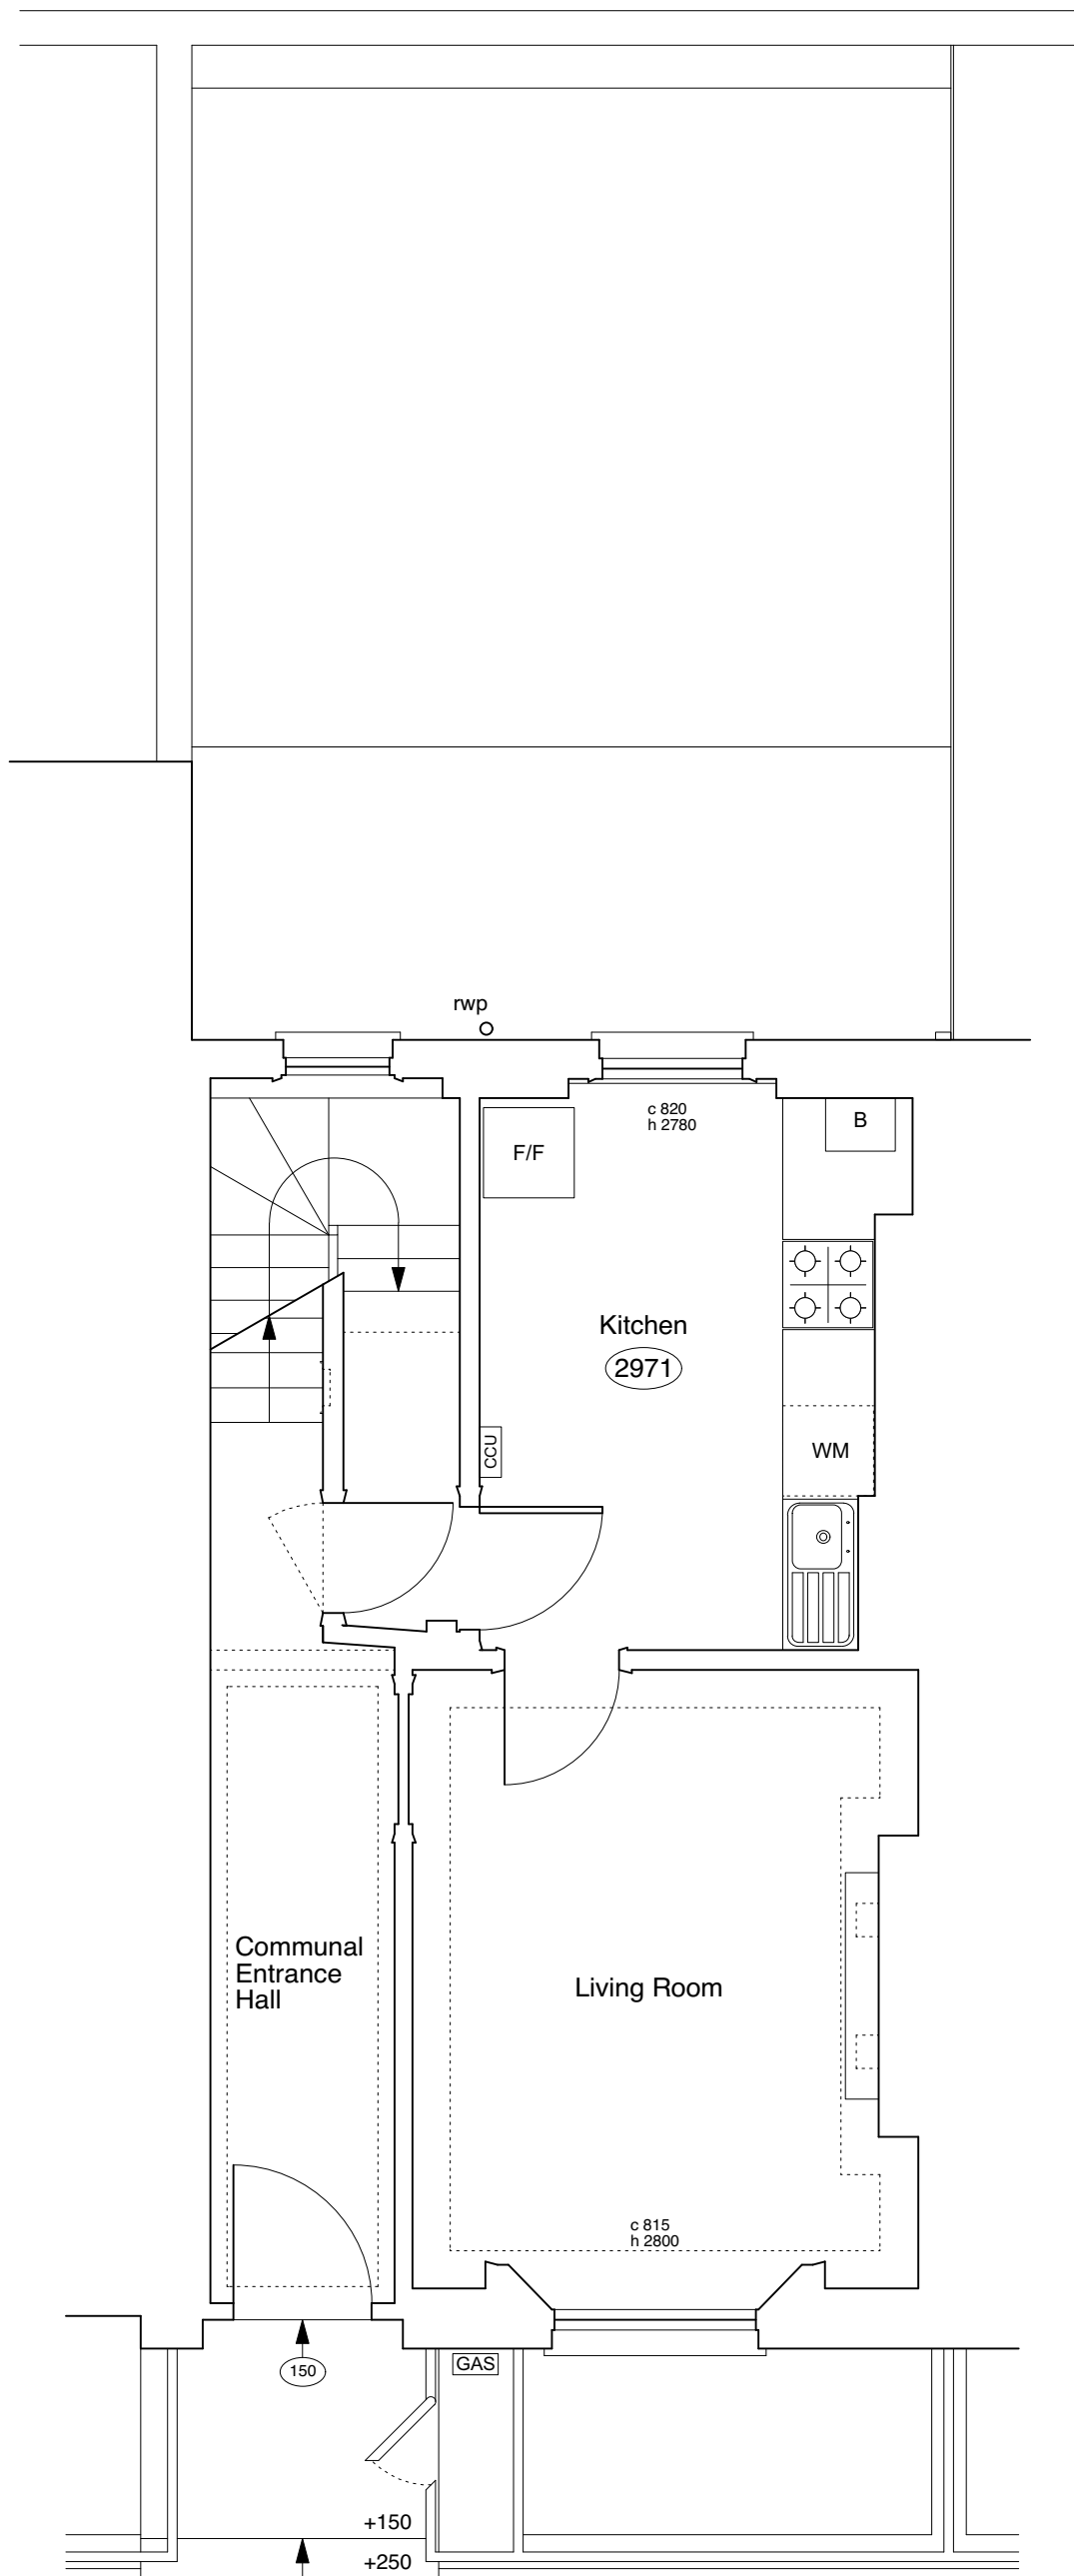 rwp
c 820
h 2780
B
F/F
Kitchen
2971
CCU
WM
Communal
Entrance
Hall
Living Room
c 815
h 2800
GAS
150
+150
+250